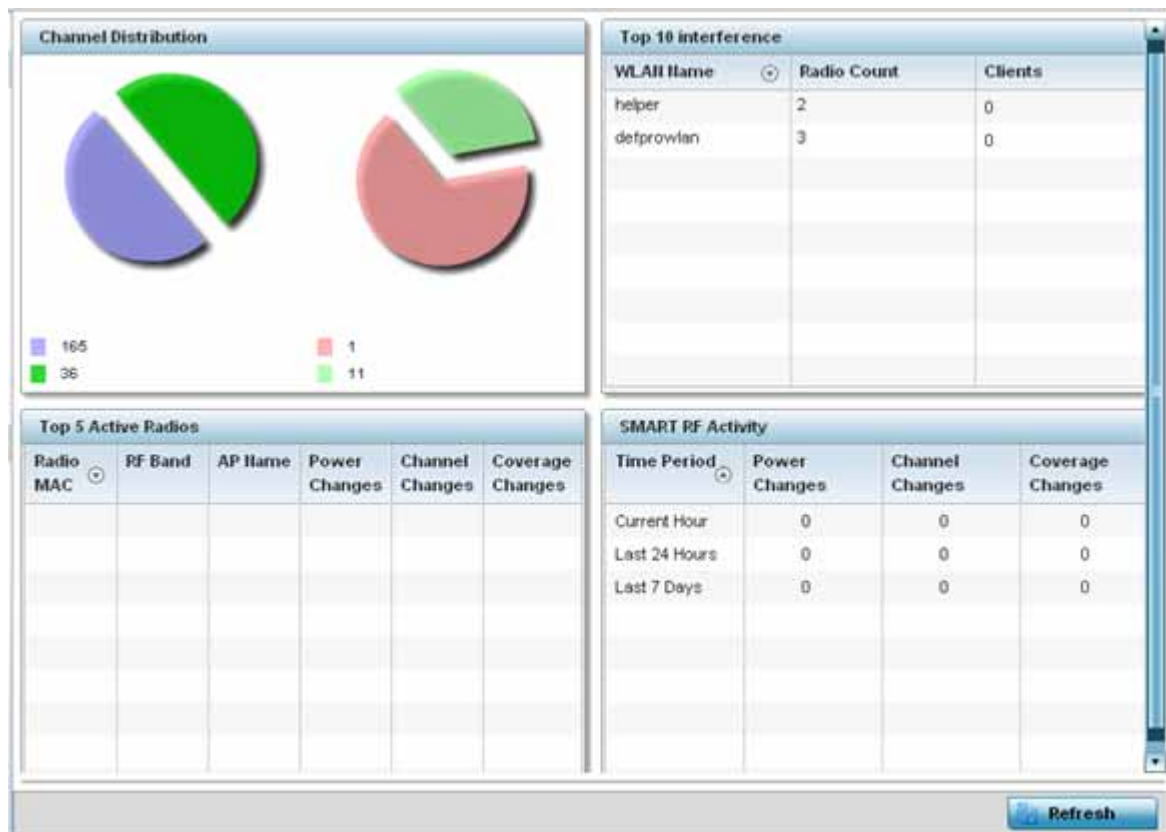 Channel Distribution
165
36
1
11
Top 10 interference
WLAN Name Radio Count Clients
helper 2 0
defprowlan 3 0
Top 5 Active Radios
Radio MAC RF Band AP Name Power Changes Channel Changes Coverage Changes
SMART RF Activity
Time Period Power Changes Channel Changes Coverage Changes
Current Hour 0 0 0
Last 24 Hours 0 0 0
Last 7 Days 0 0 0
Refresh